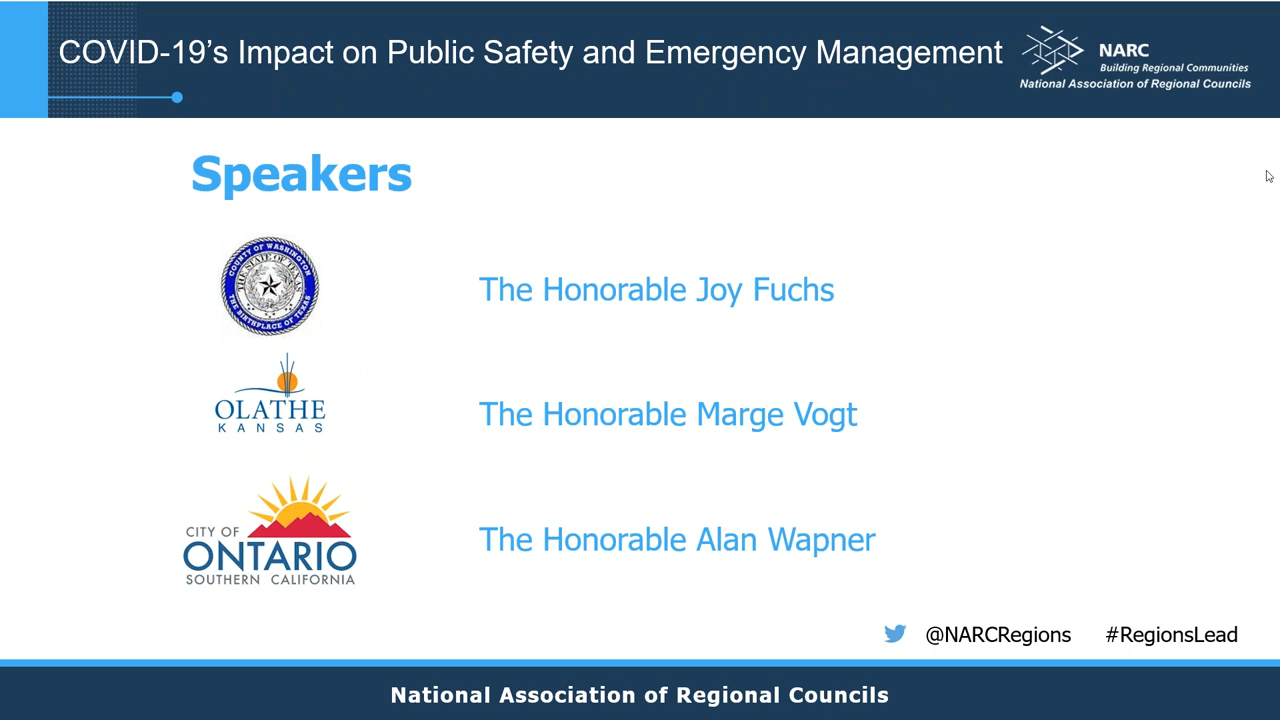 COVID-19’s Impact on Public Safety and Emergency Management
NARC
Building Regional Communities
National Association of Regional Councils
Speakers
COUNTY OF WASHINGTON
THE STATE OF TEXAS
THE BIRTHPLACE OF TEXAS
The Honorable Joy Fuchs
OLATHE
KANSAS
The Honorable Marge Vogt
CITY OF
ONTARIO
SOUTHERN CALIFORNIA
The Honorable Alan Wapner
@NARCRegions #RegionsLead
National Association of Regional Councils